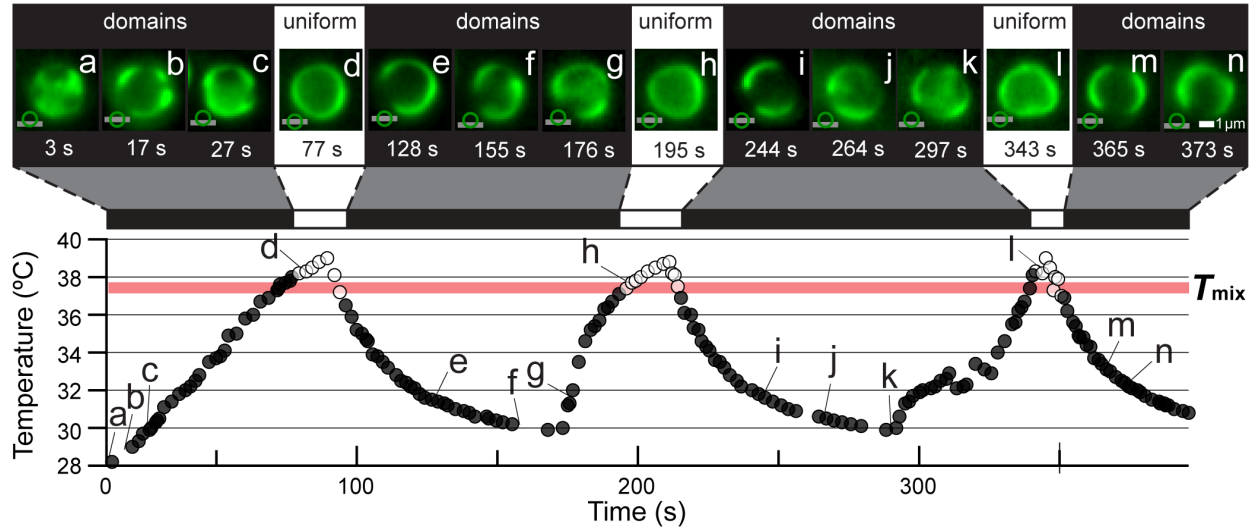 domains uniform domains uniform domains uniform domains
a b c d e f g h i j k l m n
1 μm
3 s 17 s 27 s 77 s 128 s 155 s 176 s 195 s 244 s 264 s 297 s 343 s 365 s 373 s
Temperature (ºC)
40
38
36
34
32
30
28
d
h
l
Tmix
a
b
c
e
f
g
i
j
k
m
n
0 100 200 300
Time (s)